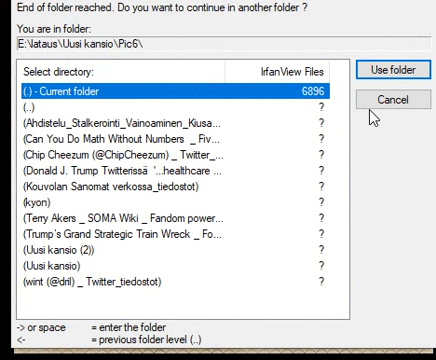 End of folder reached. Do you want to continue in another folder ?
You are in folder:
E:\lataus\Uusi kansio\Pic6\
Select directory: IrfanView Files
(.) - Current folder 6896
(..) ?
(Ahdistelu_Stalkerointi_Vainoaminen_Kiusa... ?
(Can You Do Math Without Numbers _ Fiv... ?
(Chip Cheezum (@ChipCheezum) _ Twitter_... ?
(Donald J. Trump Twitterissä '...healthcare ... ?
(Kouvolan Sanomat verkossa_tiedostot) ?
(kyon) ?
(Terry Akers _ SOMA Wiki _ Fandom power... ?
(Trump's Grand Strategic Train Wreck _ Fo... ?
(Uusi kansio (2)) ?
(Uusi kansio) ?
(wint (@dril) _ Twitter_tiedostot) ?
Use folder
Cancel
-> or space = enter the folder
<- = previous folder level (..)